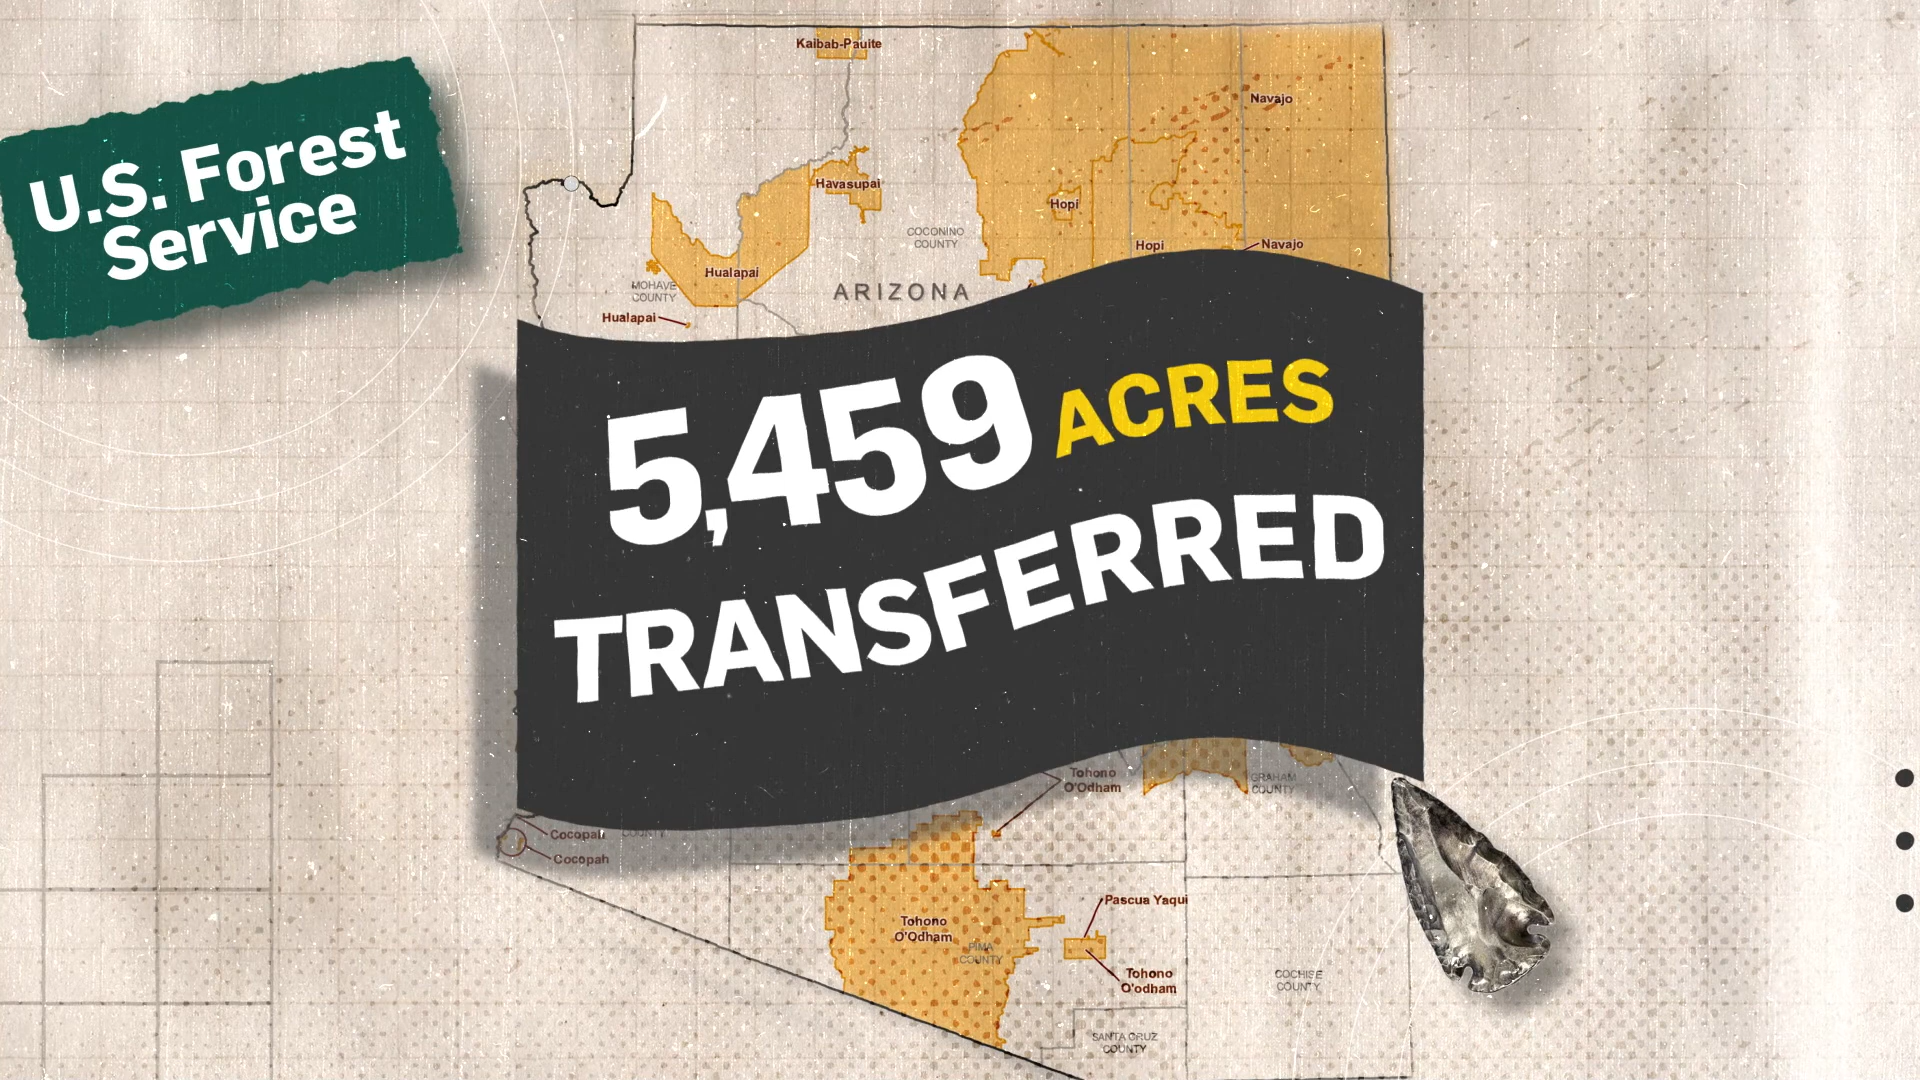 U.S. Forest
Service
Kaibab-Pauite
Navajo
Havasupai
Hopi
COCONINO
COUNTY
Hopi
Navajo
Hualapai
MOHAVE
COUNTY
ARIZONA
Hualapai
5,459 ACRES
TRANSFERRED
Tohono
O'Odham
GRAHAM
COUNTY
Cocopah
COUNTY
Cocopah
Pascua Yaqui
Tohono
O'Odham
PIMA
COUNTY
Tohono
O'odham
COCHISE
COUNTY
SANTA CRUZ
COUNTY